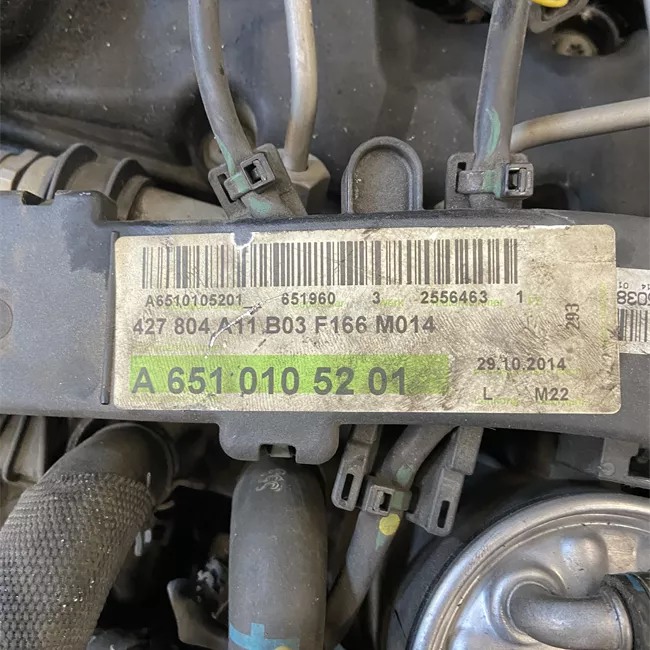 A6510105201 651960 3 2556463 1
427 804 A11 B03 F166 M014
A 651 010 52 01
29.10.2014
L M22
293
6038